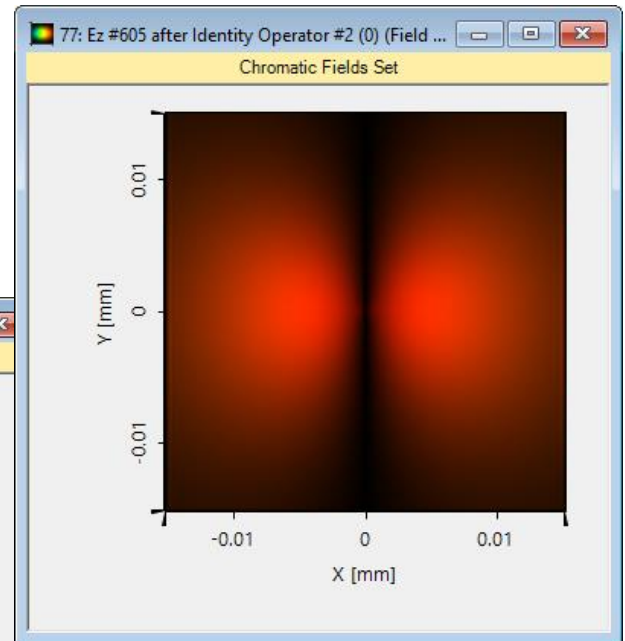 77: Ez #605 after Identity Operator #2 (0) (Field ...
Chromatic Fields Set
0.01
0
-0.01
Y [mm]
-0.01
0
0.01
X [mm]